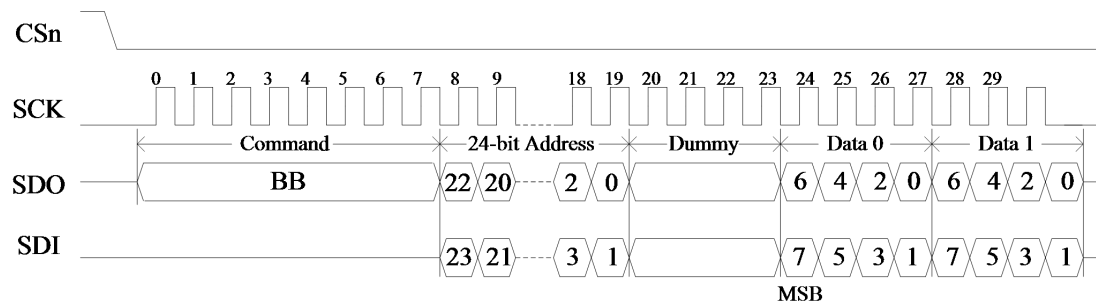 CSn
0 1 2 3 4 5 6 7 8 9 18 19 20 21 22 23 24 25 26 27 28 29
SCK
Command 24-bit Address Dummy Data 0 Data 1
SDO BB 22 20 2 0 6 4 2 0 6 4 2 0
SDI 23 21 3 1 7 5 3 1 7 5 3 1
MSB